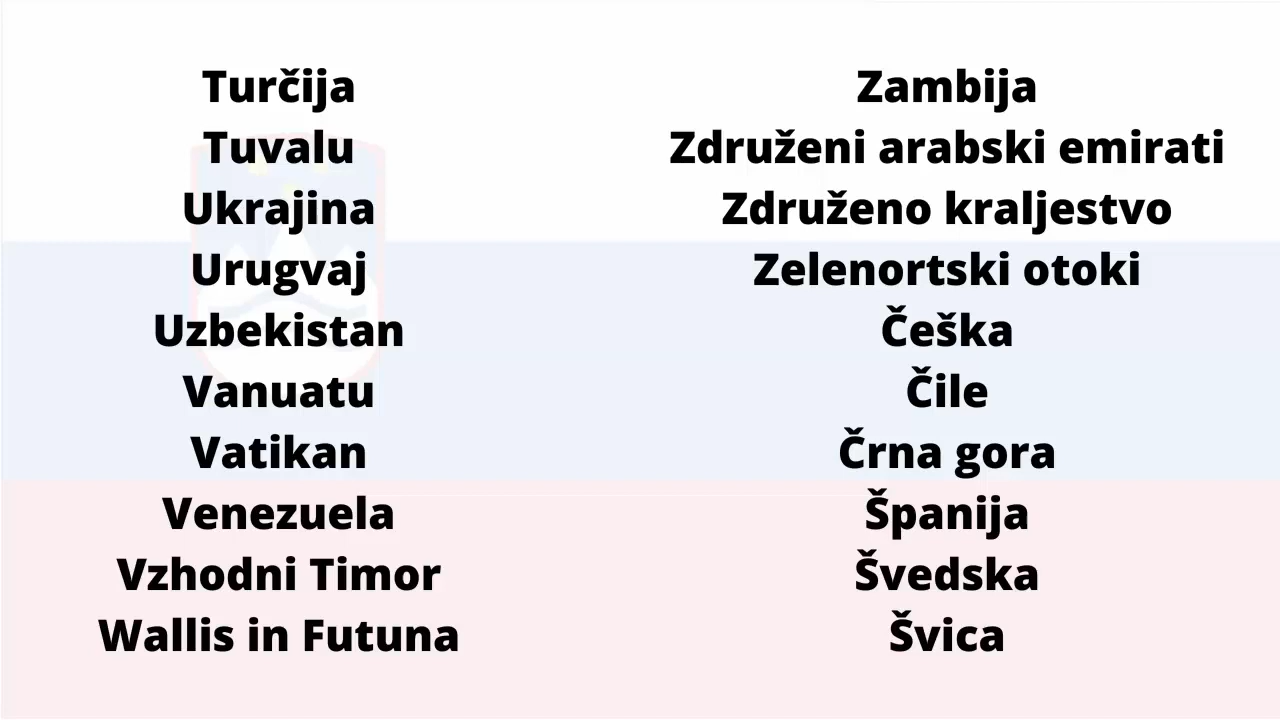 Turčija
Tuvalu
Ukrajina
Urugvaj
Uzbekistan
Vanuatu
Vatikan
Venezuela
Vzhodni Timor
Wallis in Futuna
Zambija
Združeni arabski emirati
Združeno kraljestvo
Zelenortski otoki
Češka
Čile
Črna gora
Španija
Švedska
Švica